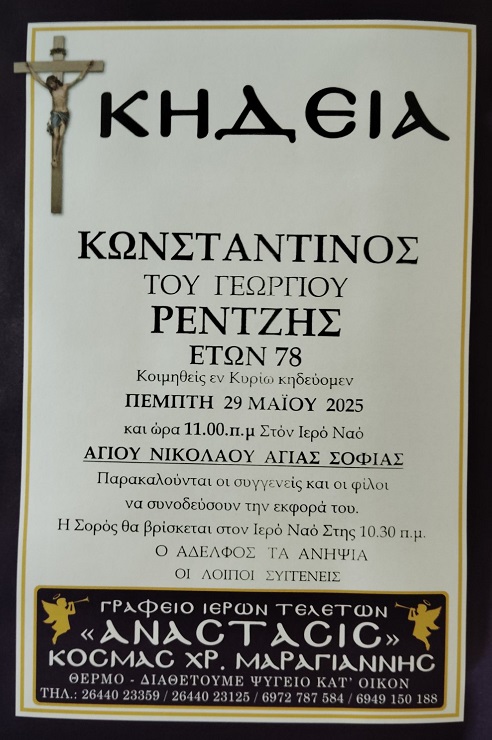 ΚΗΔΕΙΑ
ΚΩΝΣΤΑΝΤΙΝΟΣ
ΤΟΥ ΓΕΩΡΓΙΟΥ
ΡΕΝΤΖΗΣ
ΕΤΩΝ 78
Κοιμηθείς εν Κυρίω κηδεύομεν
ΠΕΜΠΤΗ 29 ΜΑΪΟΥ 2025
και ώρα 11.00.π.μ Στόν Ιερό Ναό
ΑΓΙΟΥ ΝΙΚΟΛΑΟΥ ΑΓΙΑΣ ΣΟΦΙΑΣ
Παρακαλούνται οι συγγενείς και οι φίλοι
να συνοδεύσουν την εκφορά του.
Η Σορός θα βρίσκεται στον Ιερό Ναό Στης 10.30 π.μ.
Ο ΑΔΕΛΦΟΣ ΤΑ ΑΝΗΨΙΑ
ΟΙ ΛΟΙΠΟΙ ΣΥΓΓΕΝΕΙΣ
ΓΡΑΦΕΙΟ ΙΕΡΩΝ ΤΕΛΕΤΩΝ
«ΑΝΑCΤΑCΙC»
ΚΟCΜΑC ΧΡ. ΜΑΡΑΓΙΑΝΝΗC
ΘΕΡΜΟ - ΔΙΑΘΕΤΟΥΜΕ ΨΥΓΕΙΟ ΚΑΤ' ΟΙΚΟΝ
ΤΗΛ.: 26440 23359 / 26440 23125 / 6972 787 584 / 6949 150 188